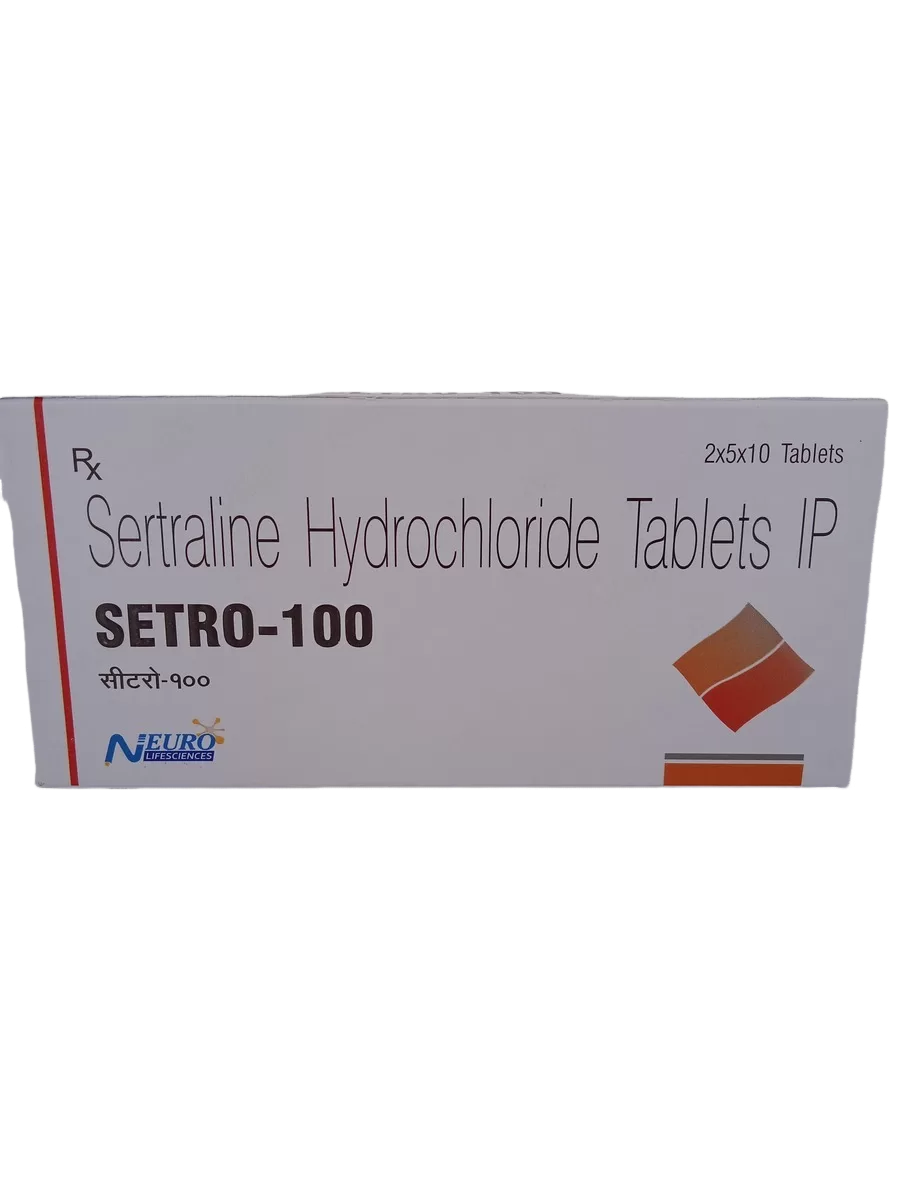 Rx
2x5x10 Tablets
Sertraline Hydrochloride Tablets IP
SETRO-100
सीटरो-१००
NEURO
LIFESCIENCES